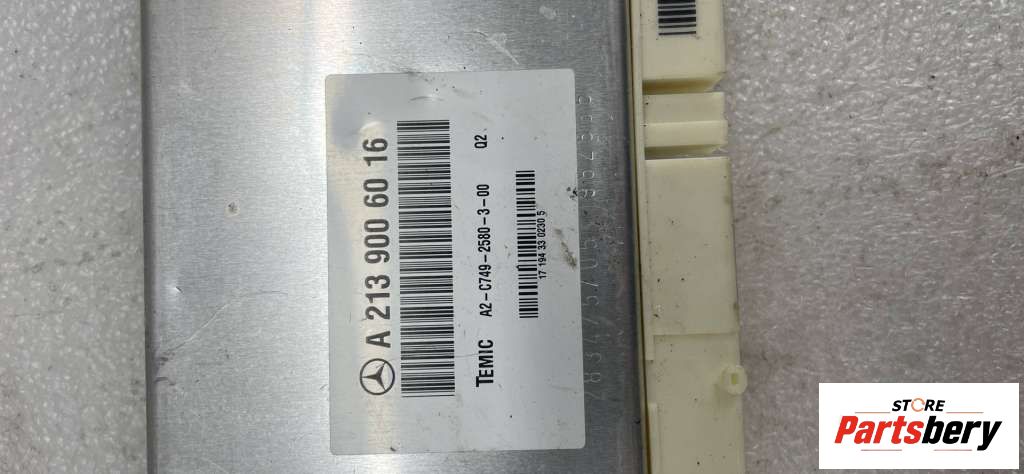 A 213 900 60 16
TEMIC A2-C749-2580-3-00 Q2
17 194 33 0230 5
STORE
Partsbery